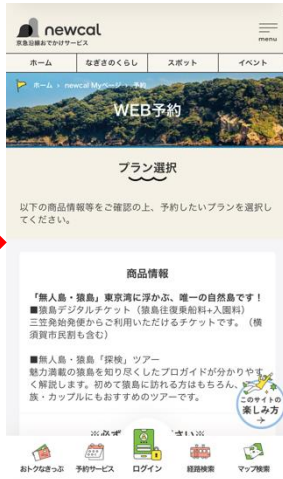 newcal
京急沿線おでかけサービス
menu
ホーム なぎさのくらし スポット イベント
ホーム > newcal Myページ > 予約
WEB予約
プラン選択
以下の商品情報等をご確認の上、予約したいプランを選択し
てください。
商品情報
「無人島・猿島」東京湾に浮かぶ、唯一の自然島です！
■猿島デジタルチケット（猿島往復乗船料+入園料）
三笠発始発便からご利用いただけるチケットです。（横
須賀市民割も含む）
■無人島・猿島「探検」ツアー
魅力満載の猿島を知り尽くしたプロガイドが分かりやす
く解説します。初めて猿島に訪れる方はもちろん、
族・カップルにもおすすめのツアーです。
このサイトの
楽しみ方
→
おトクなきっぷ 予約サービス ログイン 経路検索 マップ検索